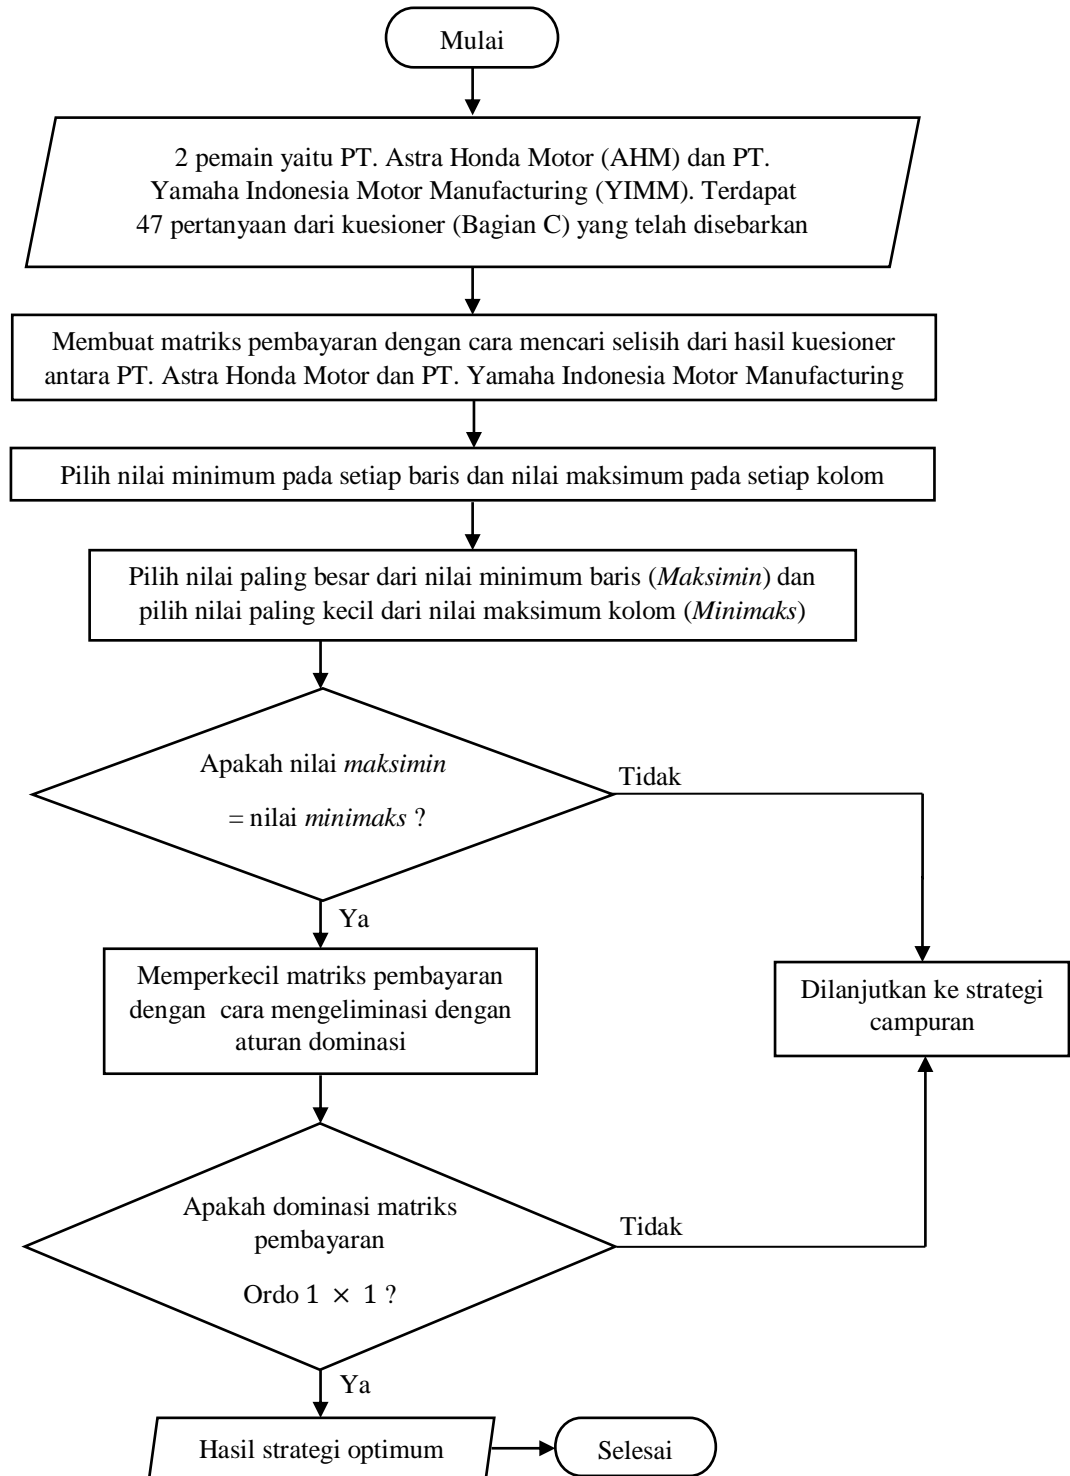 Mulai
2 pemain yaitu PT. Astra Honda Motor (AHM) dan PT.
Yamaha Indonesia Motor Manufacturing (YIMM). Terdapat
47 pertanyaan dari kuesioner (Bagian C) yang telah disebarkan
Membuat matriks pembayaran dengan cara mencari selisih dari hasil kuesioner
antara PT. Astra Honda Motor dan PT. Yamaha Indonesia Motor Manufacturing
Pilih nilai minimum pada setiap baris dan nilai maksimum pada setiap kolom
Pilih nilai paling besar dari nilai minimum baris (Maksimin) dan
pilih nilai paling kecil dari nilai maksimum kolom (Minimaks)
Apakah nilai maksimin
= nilai minimaks ?
Tidak
Ya
Memperkecil matriks pembayaran
dengan cara mengeliminasi dengan
aturan dominasi
Dilanjutkan ke strategi
campuran
Apakah dominasi matriks
pembayaran
Ordo 1 × 1 ?
Tidak
Ya
Hasil strategi optimum
Selesai